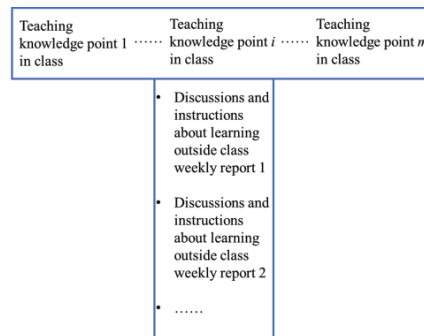 Teaching
knowledge point 1
in class
······
Teaching
knowledge point i
in class
······
Teaching
knowledge point m
in class
• Discussions and
instructions
about learning
outside class
weekly report 1
• Discussions and
instructions
about learning
outside class
weekly report 2
• ······